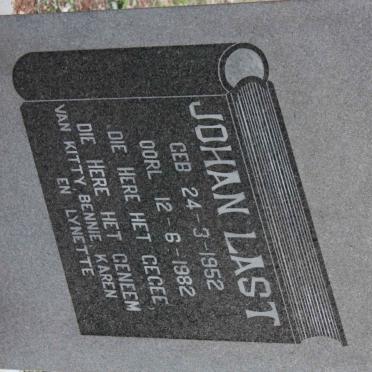 JOHAN LAST
GEB 24-3-1952
OORL 12-6-1982
DIE HERE HET GEGEE,
DIE HERE HET GENEEM
VAN KITTY, BENNIE, KAREN
EN LYNETTE